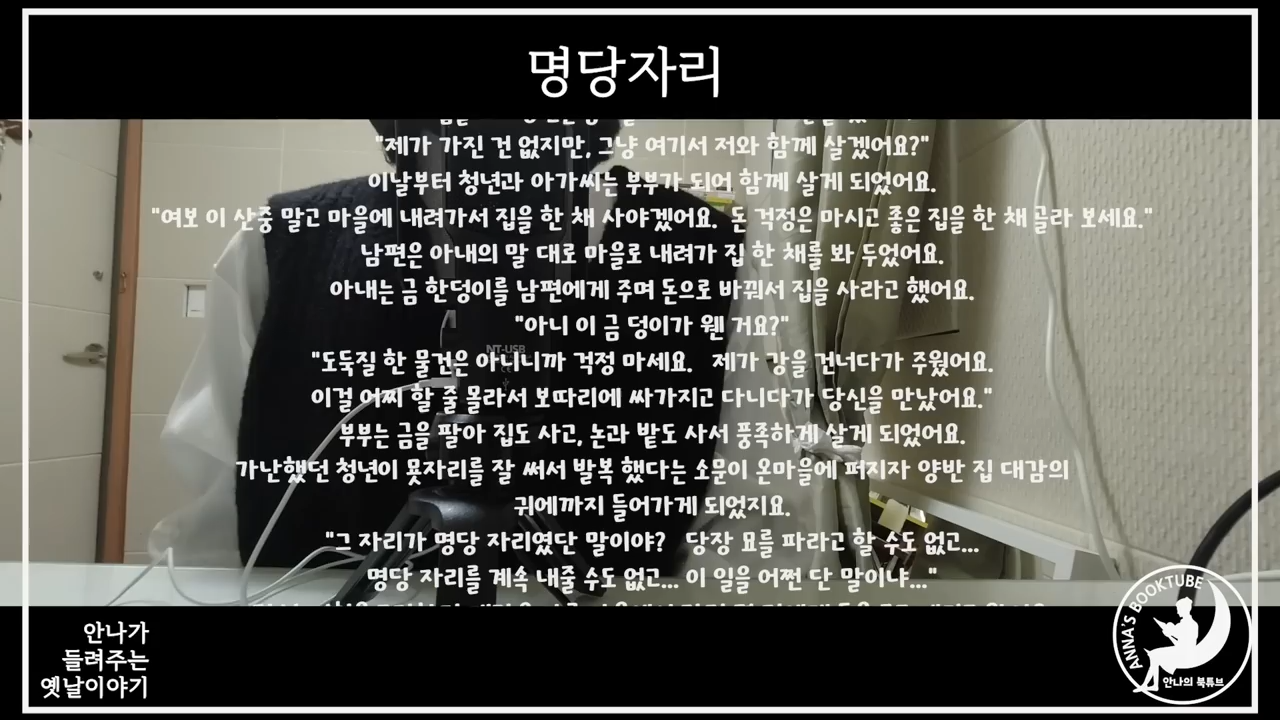 명당자리
"제가 가진 건 없지만, 그냥 여기서 저와 함께 살겠어요?"
이날부터 청년과 아가씨는 부부가 되어 함께 살게 되었어요.
"여보 이 산중 말고 마을에 내려가서 집을 한 채 사야겠어요. 돈 걱정은 마시고 좋은 집을 한 채 골라 보세요."
남편은 아내의 말 대로 마을로 내려가 집 한 채를 봐 두었어요.
아내는 금 한덩이를 남편에게 주며 돈으로 바꿔서 집을 사라고 했어요.
"아니 이 금 덩이가 웬 거요?"
NT-USB
"도둑질 한 물건은 아니니까 걱정 마세요. 제가 강을 건너다가 주웠어요.
이걸 어찌 할 줄 몰라서 보따리에 싸가지고 다니다가 당신을 만났어요."
부부는 금을 팔아 집도 사고, 논과 밭도 사서 풍족하게 살게 되었어요.
가난했던 청년이 묫자리를 잘 써서 발복 했다는 소문이 온마을에 퍼지자 양반 집 대감의
귀에까지 들어가게 되었지요.
"그 자리가 명당 자리였단 말이야? 당장 묘를 파라고 할 수도 없고...
명당 자리를 계속 내줄 수도 없고... 이 일을 어쩐 단 말이냐..."
안나가
들려주는
옛날이야기
ANNA'S BOOKTUBE
안나의 북튜브